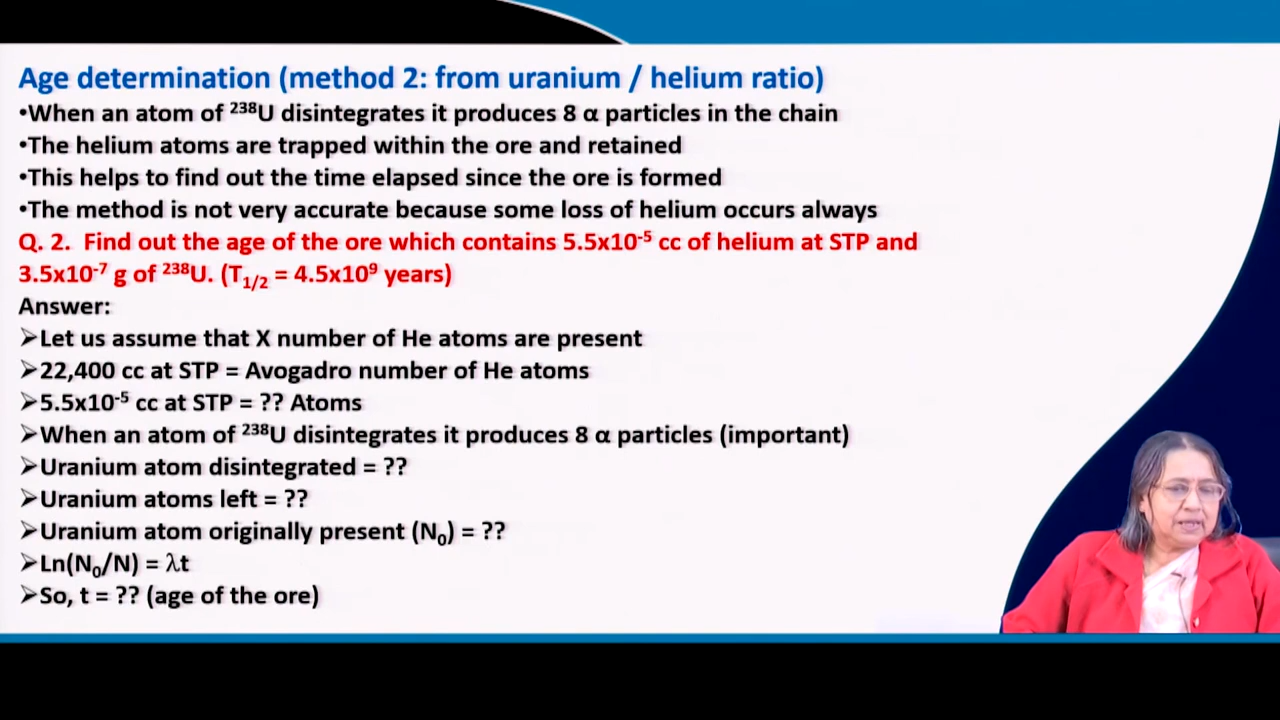 Age determination (method 2: from uranium / helium ratio)
•When an atom of ²³⁸U disintegrates it produces 8 α particles in the chain
•The helium atoms are trapped within the ore and retained
•This helps to find out the time elapsed since the ore is formed
•The method is not very accurate because some loss of helium occurs always
Q. 2. Find out the age of the ore which contains 5.5x10⁻⁵ cc of helium at STP and
3.5x10⁻⁷ g of ²³⁸U. (T₁/₂ = 4.5x10⁹ years)
Answer:
➢Let us assume that X number of He atoms are present
➢22,400 cc at STP = Avogadro number of He atoms
➢5.5x10⁻⁵ cc at STP = ?? Atoms
➢When an atom of ²³⁸U disintegrates it produces 8 α particles (important)
➢Uranium atom disintegrated = ??
➢Uranium atoms left = ??
➢Uranium atom originally present (N₀) = ??
➢Ln(N₀/N) = λt
➢So, t = ?? (age of the ore)